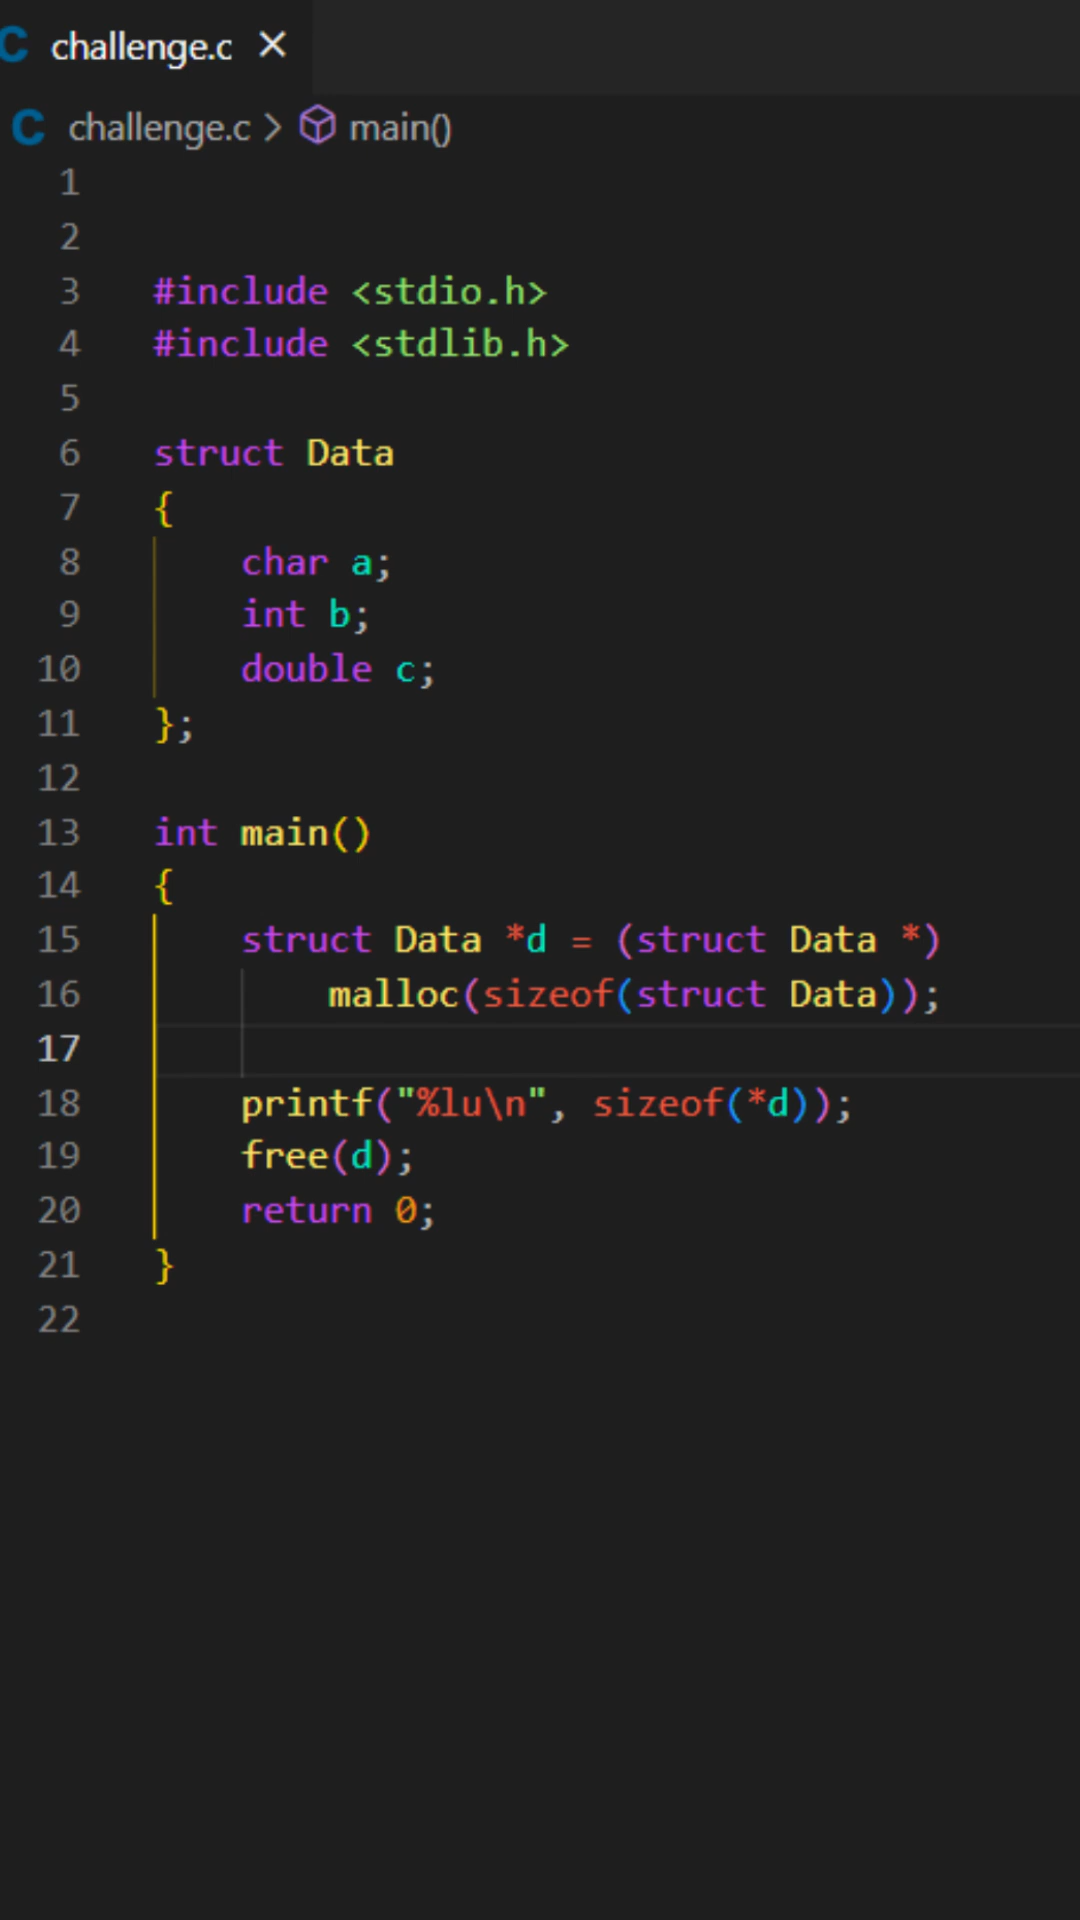 C challenge.c ×
C challenge.c > main()
1
2
3 #include <stdio.h>
4 #include <stdlib.h>
5
6 struct Data
7 {
8     char a;
9     int b;
10     double c;
11 };
12
13 int main()
14 {
15     struct Data *d = (struct Data *)
16         malloc(sizeof(struct Data));
17
18     printf("%lu\n", sizeof(*d));
19     free(d);
20     return 0;
21 }
22